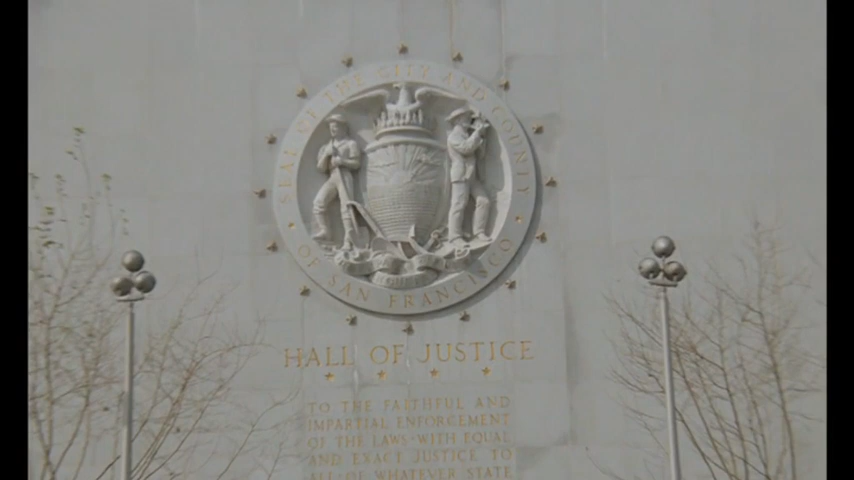 SEAL OF THE CITY AND COUNTY
OF SAN FRANCISCO
HALL OF JUSTICE
TO THE FAITHFUL AND
IMPARTIAL ENFORCEMENT
OF THE LAWS·WITH EQUAL
AND EXACT JUSTICE TO
ALL·OF WHATEVER STATE